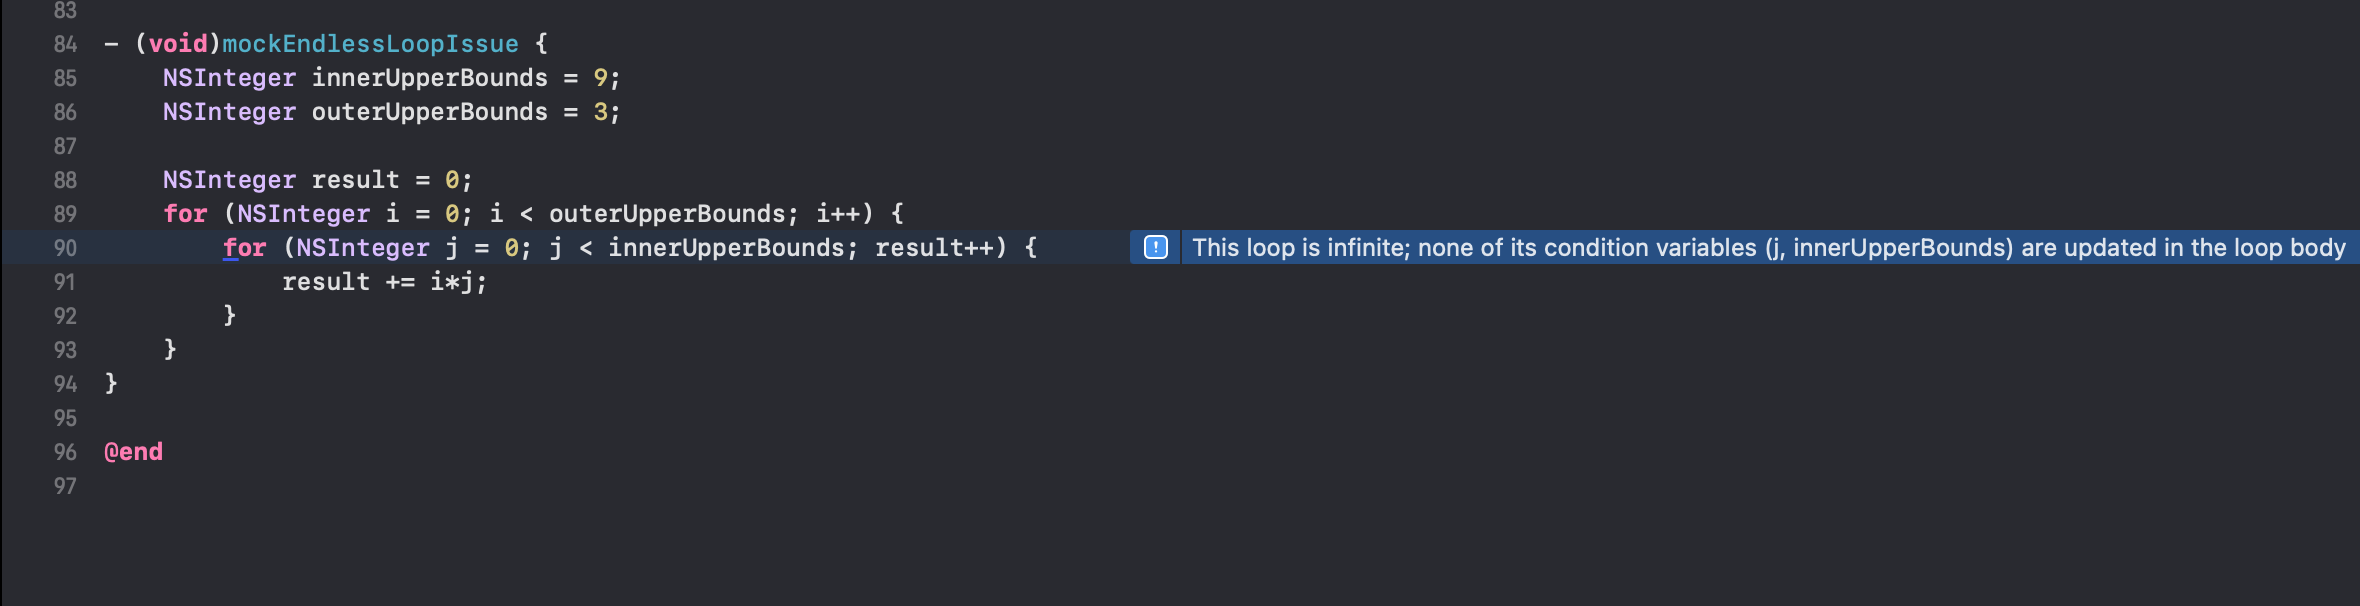 83
84 - (void)mockEndlessLoopIssue {
85     NSInteger innerUpperBounds = 9;
86     NSInteger outerUpperBounds = 3;
87
88     NSInteger result = 0;
89     for (NSInteger i = 0; i < outerUpperBounds; i++) {
90         for (NSInteger j = 0; j < innerUpperBounds; result++) { ! This loop is infinite; none of its condition variables (j, innerUpperBounds) are updated in the loop body
91             result += i*j;
92         }
93     }
94 }
95
96 @end
97